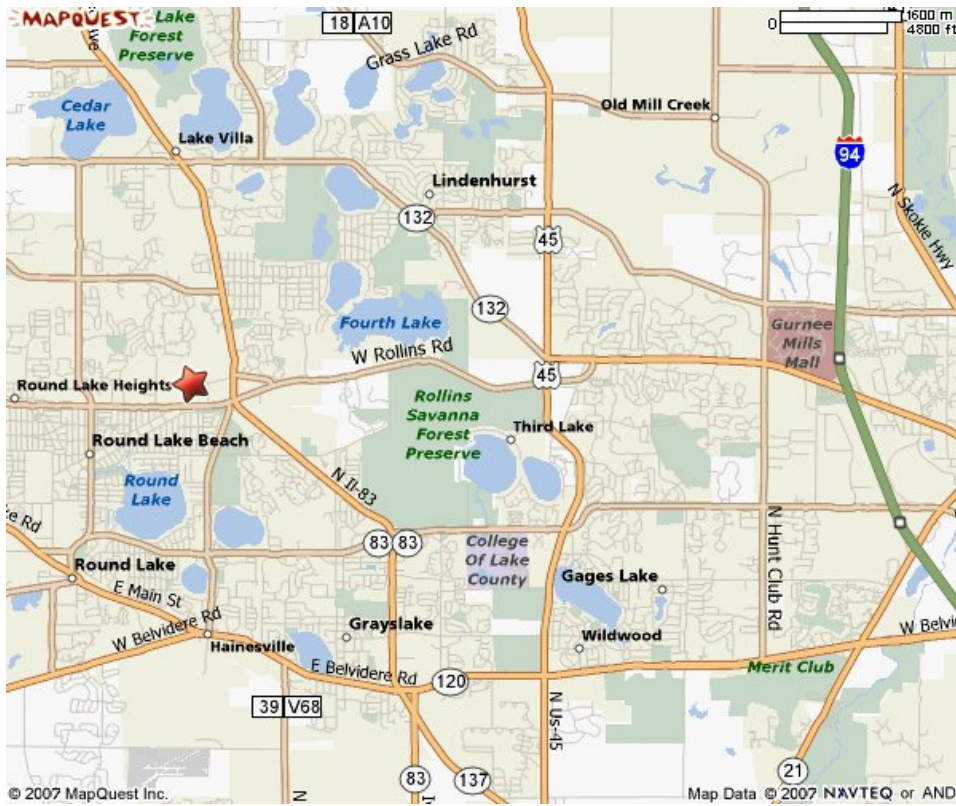 MAPQUEST
Lake
Forest
Preserve
18 A10
Grass Lake Rd
0
1600 m
4800 ft
Cedar
Lake
Lake Villa
Old Mill Creek
94
Lindenhurst
132
45
N Skokie Hwy
132
Fourth Lake
W Rollins Rd
Gurnee
Mills
Mall
45
Round Lake Heights
Rollins
Savanna
Forest
Preserve
Third Lake
Round Lake Beach
Round
Lake
N Il-83
83
83
College
Of Lake
County
N Hunt Club Rd
Round Lake
E Main St
Gages Lake
W Belvidere Rd
Hainesville
Grayslake
Wildwood
E Belvidere Rd
120
Merit Club
39 V68
N Us-45
83
137
21
N
© 2007 MapQuest Inc.
Map Data © 2007 NAVTEQ or AND